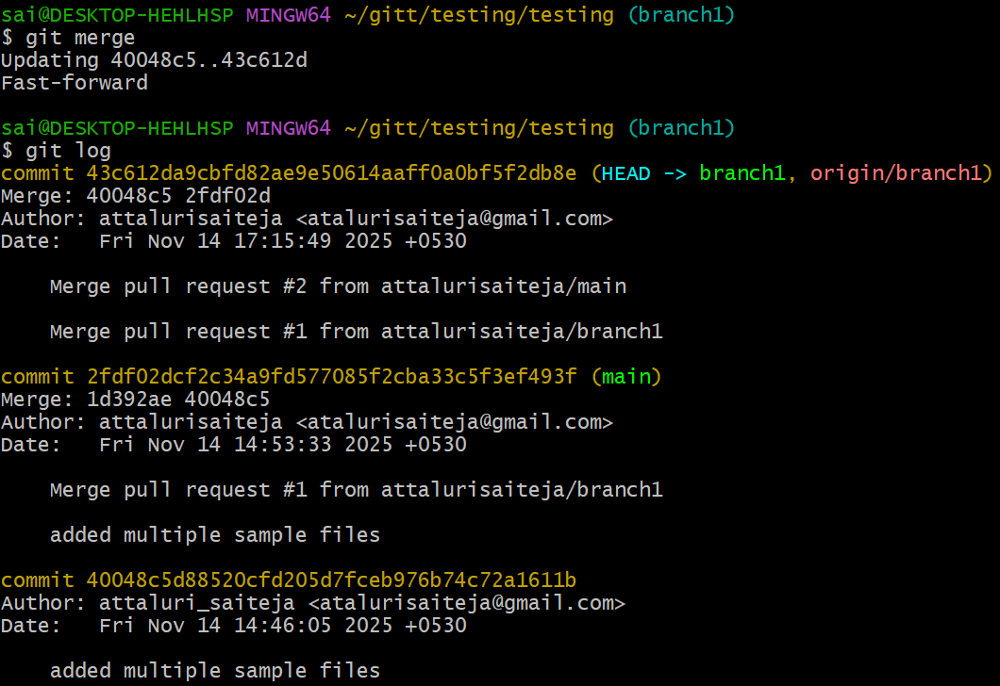 sai@DESKTOP-HEHLHSP MINGW64 ~/gitt/testing/testing (branch1)
$ git merge
Updating 40048c5..43c612d
Fast-forward
sai@DESKTOP-HEHLHSP MINGW64 ~/gitt/testing/testing (branch1)
$ git log
commit 43c612da9cbfd82ae9e50614aaff0a0bf5f2db8e (HEAD -> branch1, origin/branch1)
Merge: 40048c5 2fdf02d
Author: attalurisaiteja <atalurisaiteja@gmail.com>
Date:   Fri Nov 14 17:15:49 2025 +0530
    Merge pull request #2 from attalurisaiteja/main
    Merge pull request #1 from attalurisaiteja/branch1
commit 2fdf02dcf2c34a9fd577085f2cba33c5f3ef493f (main)
Merge: 1d392ae 40048c5
Author: attalurisaiteja <atalurisaiteja@gmail.com>
Date:   Fri Nov 14 14:53:33 2025 +0530
    Merge pull request #1 from attalurisaiteja/branch1
    added multiple sample files
commit 40048c5d88520cfd205d7fceb976b74c72a1611b
Author: attaluri_saiteja <atalurisaiteja@gmail.com>
Date:   Fri Nov 14 14:46:05 2025 +0530
    added multiple sample files